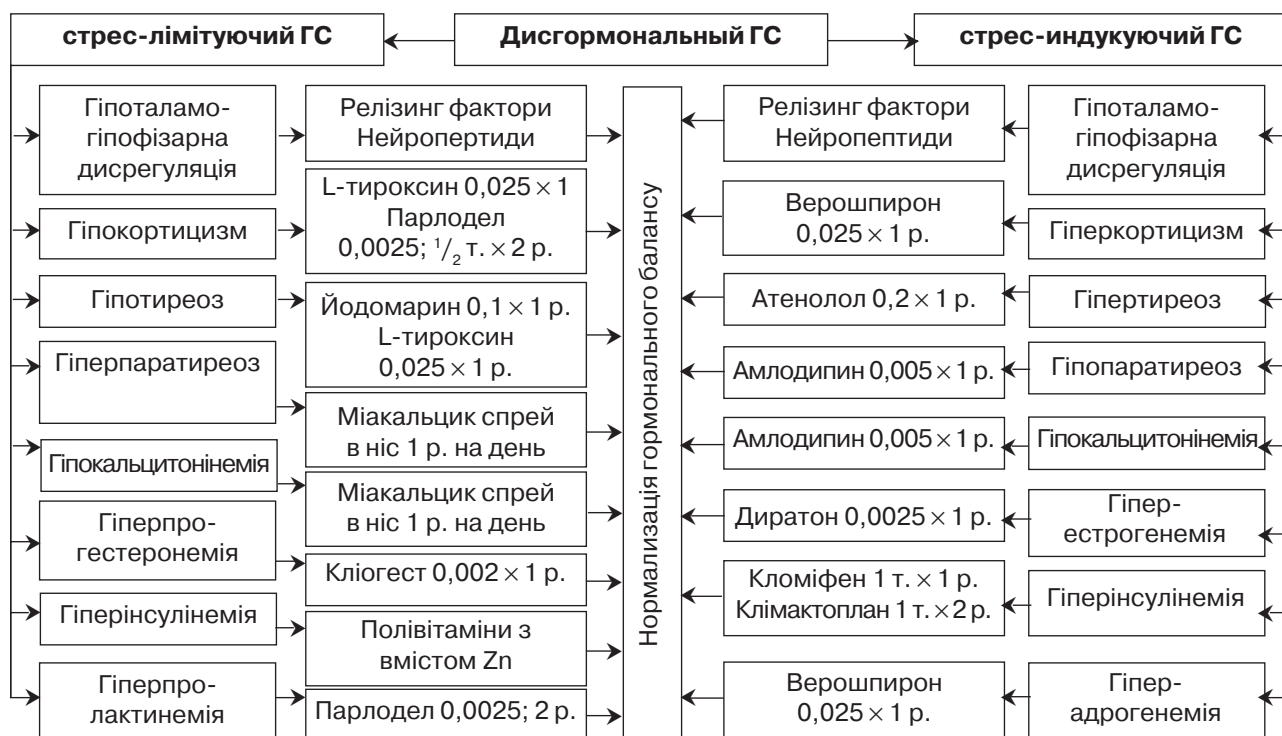 стрес-лімітуючий ГС
Дисгормональный ГС
стрес-индукуючий ГС
Гіпоталамо-
гіпофізарна
дисрегуляція
Гіпокортицизм
Гіпотиреоз
Гіперпаратиреоз
Гіпокальцитонінемія
Гіперпро-
гестеронемія
Гіперінсулінемія
Гіперпро-
лактинемія
Релізинг фактори
Нейропертиди
L-тироксин 0,025 × 1
Парлодел
0,0025; 1/2 т. × 2 р.
Йодомарин 0,1 × 1 р.
L-тироксин
0,025 × 1 р.
Міакальцик спрей
в ніс 1 р. на день
Міакальцик спрей
в ніс 1 р. на день
Кліогест 0,002 × 1 р.
Полівітаміни з
вмістом Zn
Парлодел 0,0025; 2 р.
Нормализація гормонального балансу
Релізинг фактори
Нейропептиди
Верошпирон
0,025 × 1 р.
Атенолол 0,2 × 1 р.
Амлодипин 0,005 × 1 р.
Амлодипин 0,005 × 1 р.
Диратон 0,0025 × 1 р.
Кломіфен 1 т. × 1 р.
Клімактоплан 1 т. × 2 р.
Верошпирон
0,025 × 1 р.
Гіпоталамо-
гіпофізарна
дисрегуляція
Гіперкортицизм
Гіпертиреоз
Гіпопаратиреоз
Гіпокальцитонінемія
Гіпер-
естрогенемія
Гіперінсулінемія
Гіпер-
адрогенемія